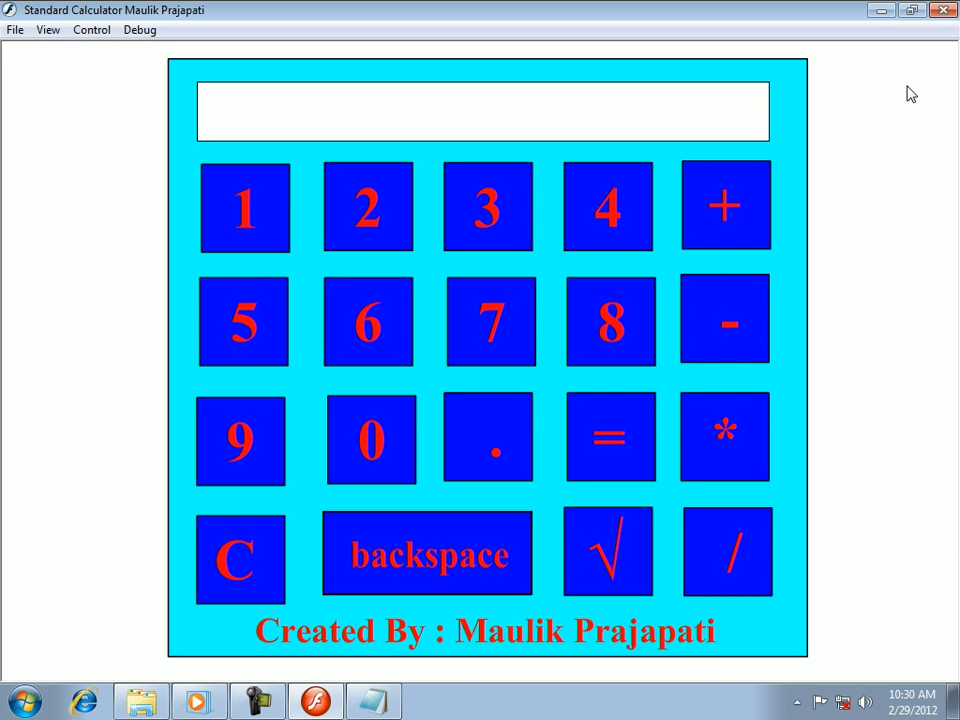 Standard Calculator Maulik Prajapati
File View Control Debug
1 2 3 4 +
5 6 7 8 -
9 0 . = *
C backspace √ /
Created By : Maulik Prajapati
10:30 AM
2/29/2012